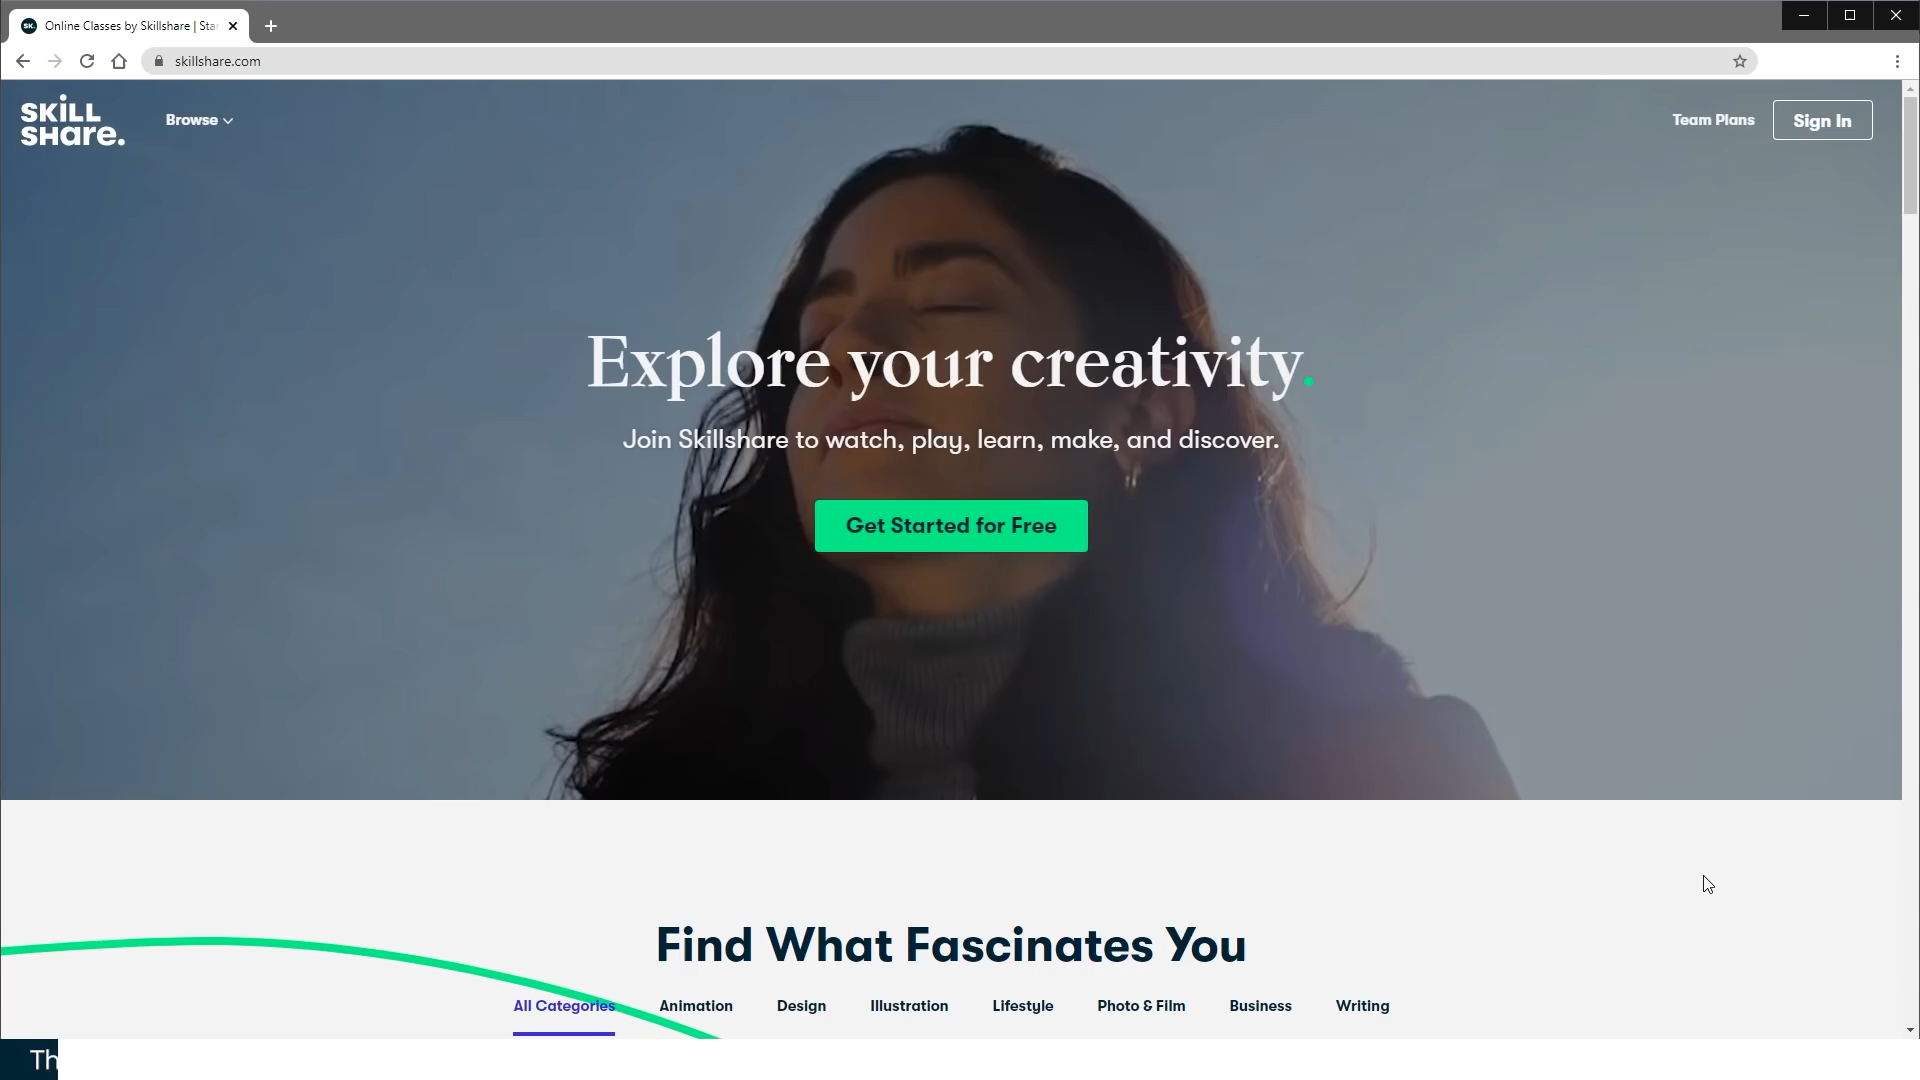 SK.
Online Classes by Skillshare | Star
skillshare.com
SKILL
SHare.
Browse
Team Plans
Sign In
Explore your creativity.
Join Skillshare to watch, play, learn, make, and discover.
Get Started for Free
Find What Fascinates You
All Categories
Animation
Design
Illustration
Lifestyle
Photo & Film
Business
Writing
Th